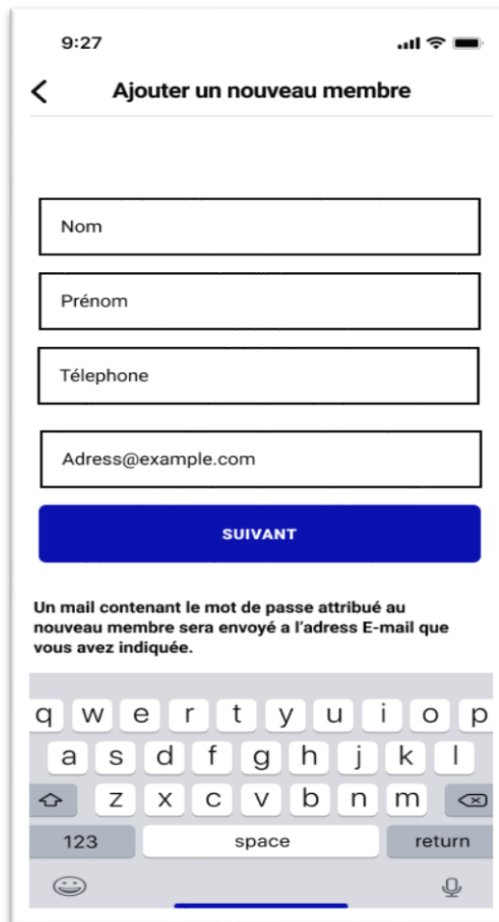 9:27
Ajouter un nouveau membre
Nom
Prénom
Télephone
Adress@example.com
SUIVANT
Un mail contenant le mot de passe attribué au
nouveau membre sera envoyé a l'adress E-mail que
vous avez indiquée.
q w e r t y u i o p
a s d f g h j k l
z x c v b n m
123 space return